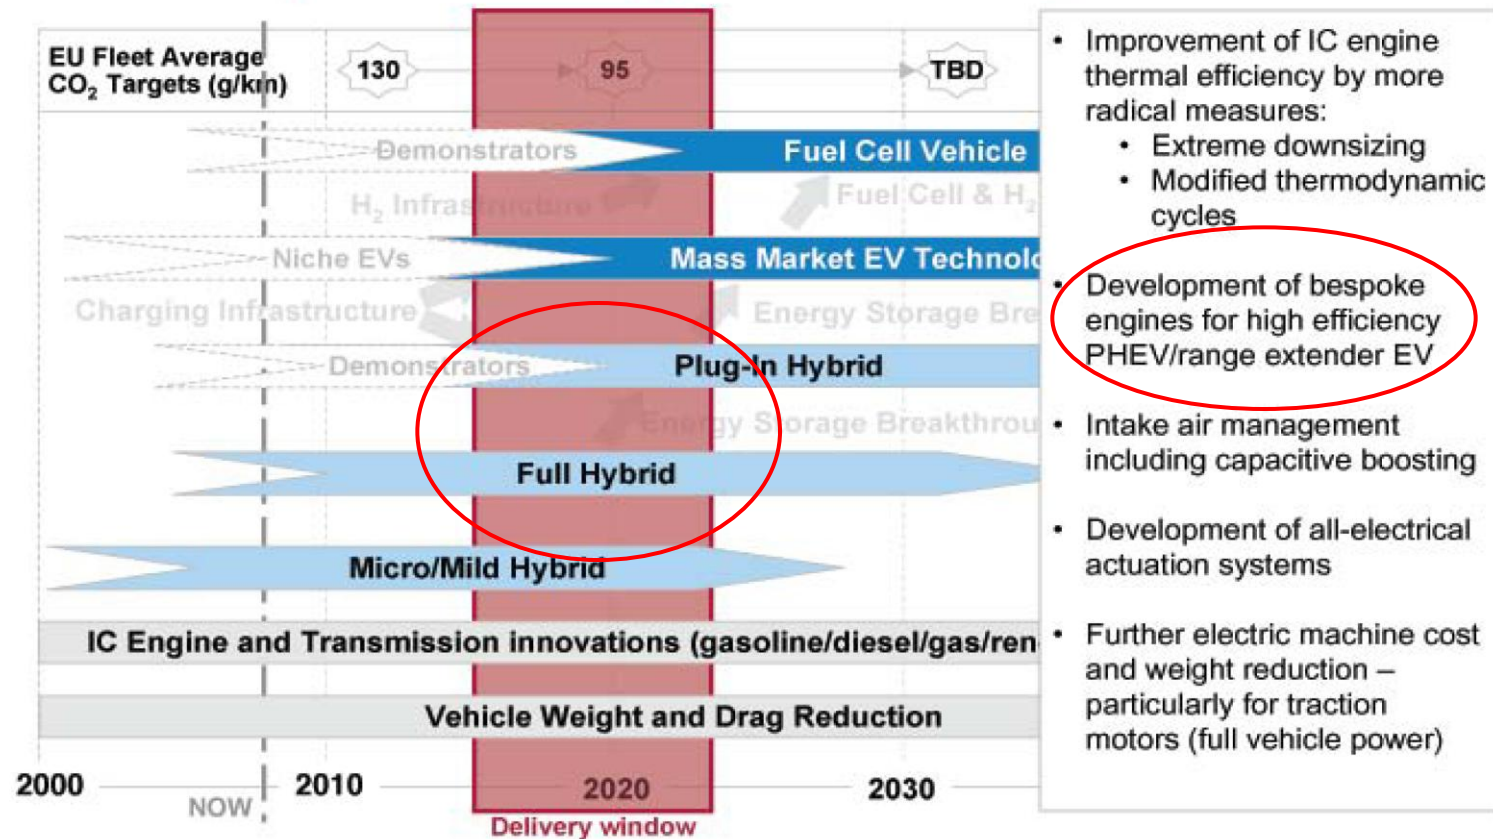 EU Fleet Average
CO₂ Targets (g/km)
130
95
TBD
Demonstrators
Fuel Cell Vehicle
H₂ Infrastructure
Fuel Cell & H₂
Niche EVs
Mass Market EV Technolo
Charging Infrastructure
Energy Storage Bre
Demonstrators
Plug-In Hybrid
Energy Storage Breakthrou
Full Hybrid
Micro/Mild Hybrid
IC Engine and Transmission innovations (gasoline/diesel/gas/ren
Vehicle Weight and Drag Reduction
2000
NOW
2010
2020
2030
Delivery window
• Improvement of IC engine
thermal efficiency by more
radical measures:
• Extreme downsizing
• Modified thermodynamic
cycles
• Development of bespoke
engines for high efficiency
PHEV/range extender EV
• Intake air management
including capacitive boosting
• Development of all-electrical
actuation systems
• Further electric machine cost
and weight reduction –
particularly for traction
motors (full vehicle power)